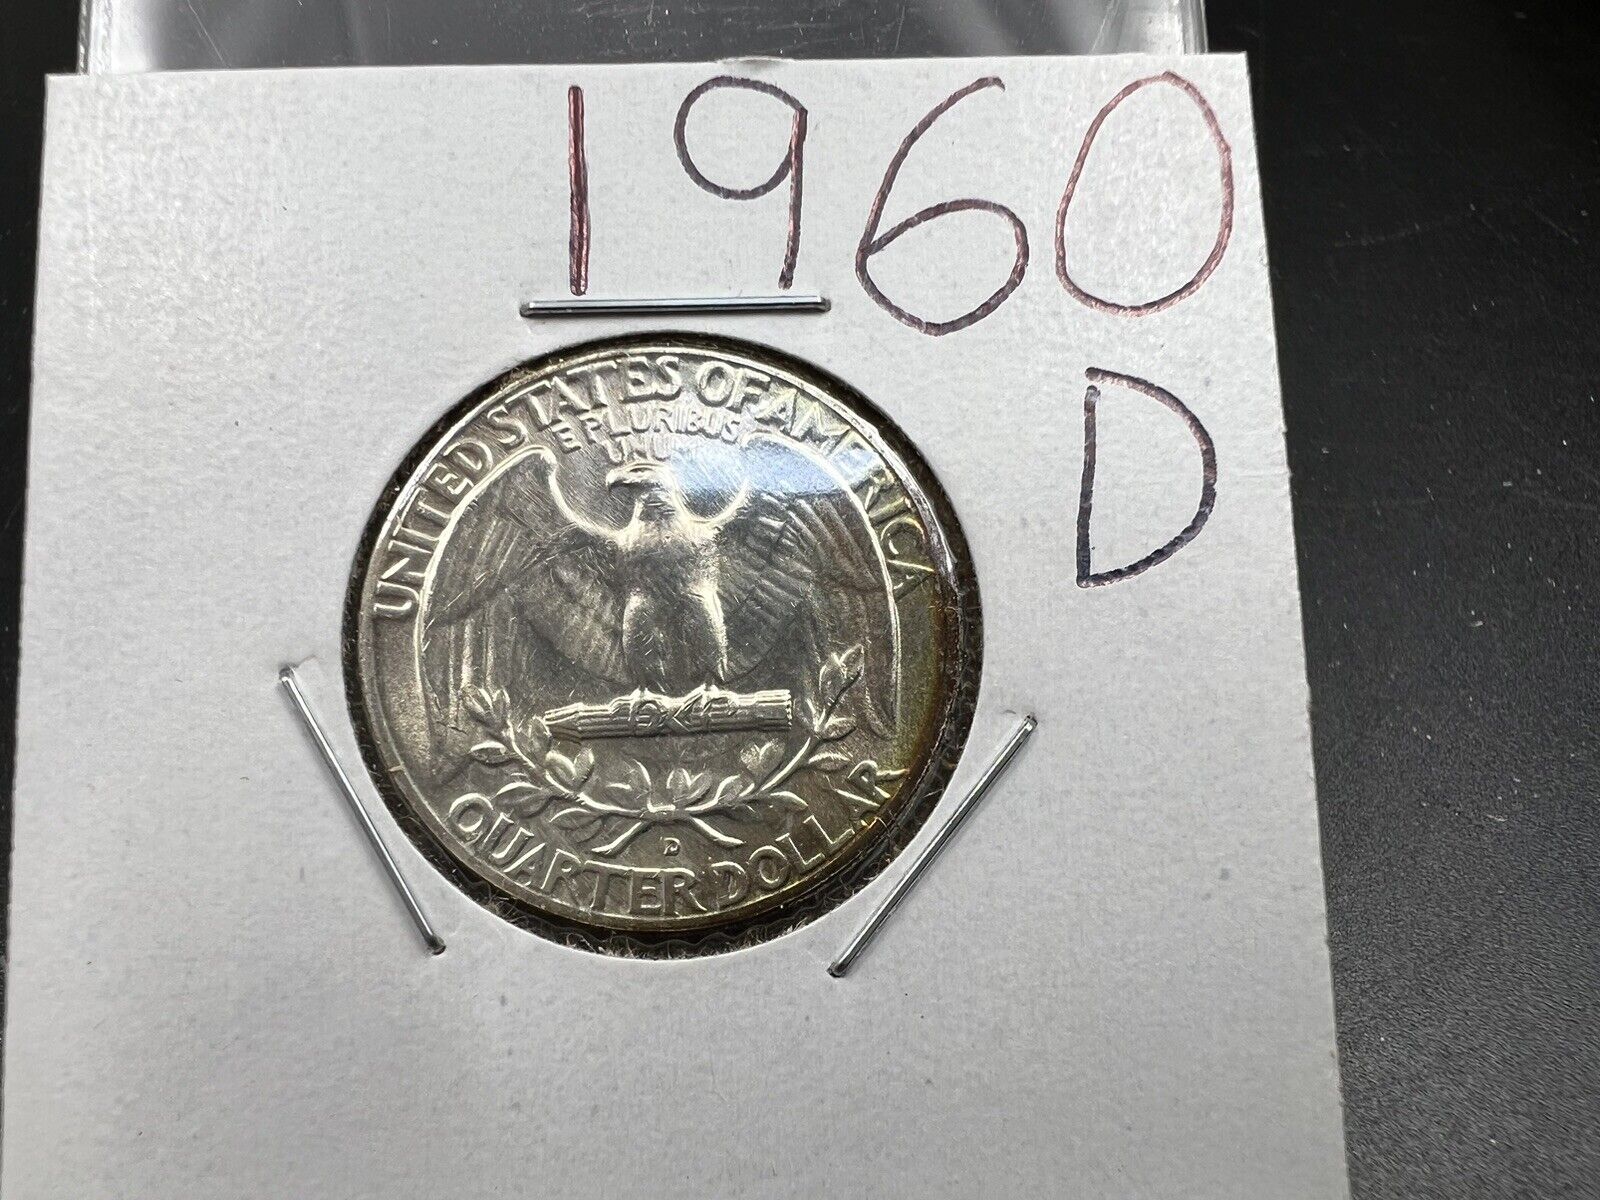 1960
D
UNITED STATES OF AMERICA
E PLURIBUS
UNUM
D
QUARTER DOLLAR